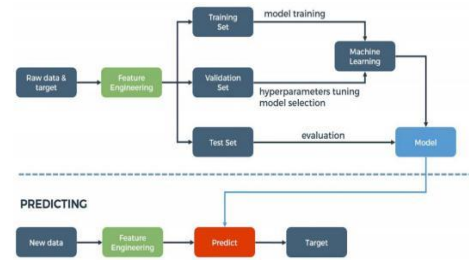 Training
Set
model training
Machine
Learning
Raw data &
target
Feature
Engineering
Validation
Set
hyperparameters tuning
model selection
Test Set
evaluation
Model
PREDICTING
New data
Feature
Engineering
Predict
Target